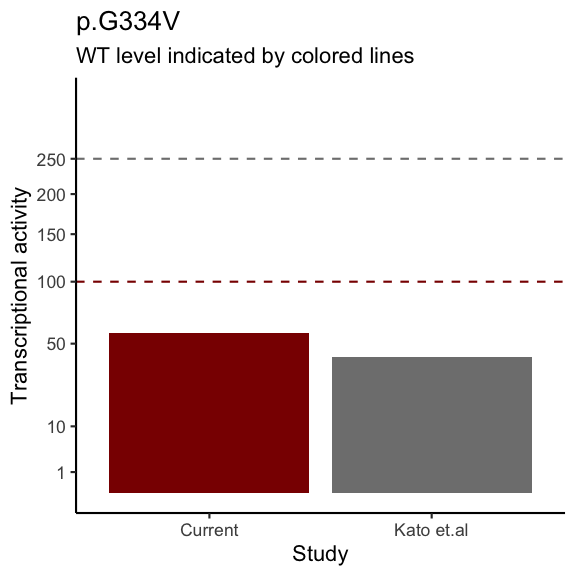 p.G334V
WT level indicated by colored lines
Transcriptional activity
250
200
150
100
50
10
1
Current
Kato et.al
Study